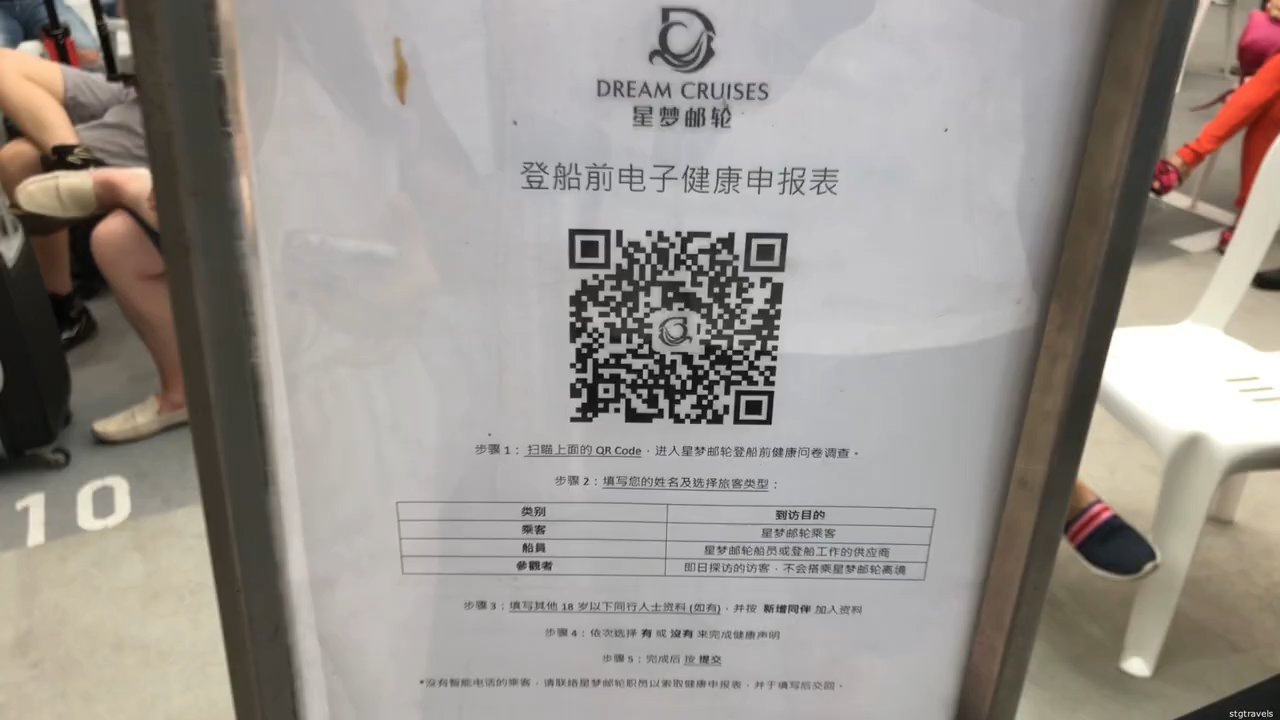 DREAM CRUISES
星梦邮轮
登船前电子健康申报表
步骤 1：扫瞄上面的 QR Code，进入星梦邮轮登船前健康问卷调查。
步骤 2：填写您的姓名及选择旅客类型：
类别 到访目的
乘客 星梦邮轮乘客
船員 星梦邮轮船员或登船工作的供应商
參觀者 即日探访的访客，不会搭乘星梦邮轮离境
步骤 3：填写其他 18 岁以下同行人士资料 (如有)，并按 新增同伴 加入资料
步骤 4：依次选择 有 或 沒有 来完成健康声明
步骤 5：完成后 按 提交
*沒有智能电话的乘客，请联络星梦邮轮职员以索取健康申报表，并于填写后交回。
10
stgtravels